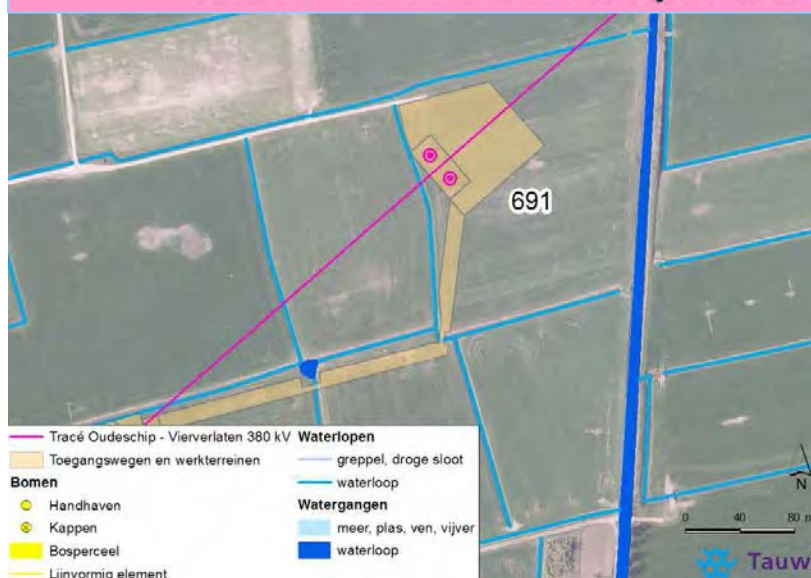 691
Tracé Oudeschip - Vierverlaten 380 kV
Toegangswegen en werkterreinen
Bomen
Handhaven
Kappen
Bosperceel
Lijnvormig element
Waterlopen
greppel, droge sloot
waterloop
Watergangen
meer, plas, ven, vijver
waterloop
N
0 40 80 m
Tauw